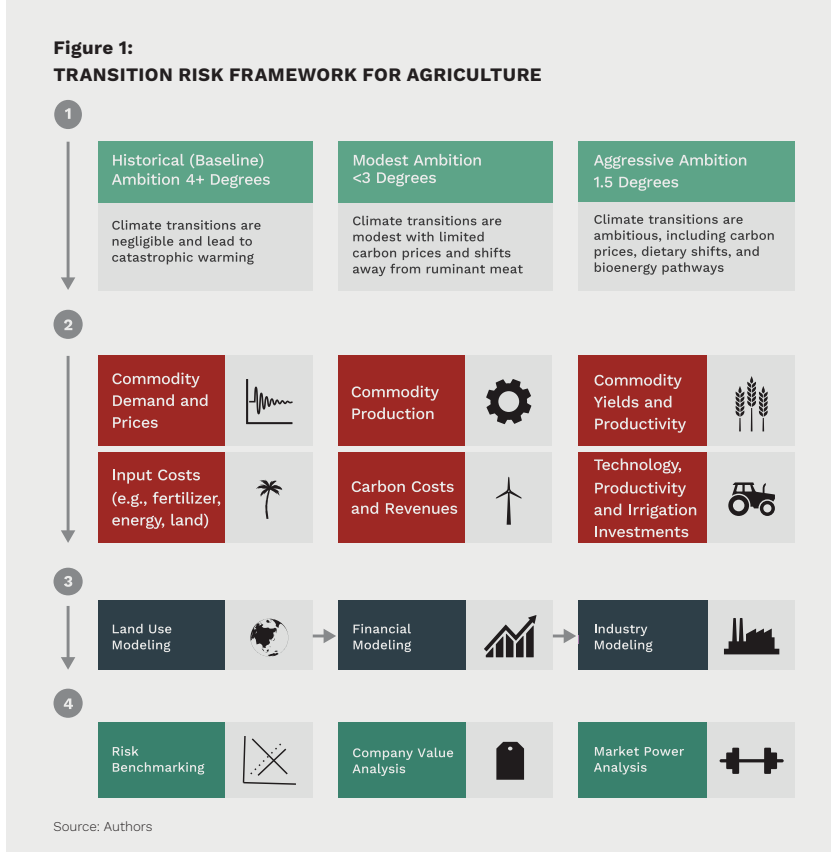 Figure 1:
TRANSITION RISK FRAMEWORK FOR AGRICULTURE
1
Historical (Baseline)
Ambition 4+ Degrees
Climate transitions are
negligible and lead to
catastrophic warming
Modest Ambition
<3 Degrees
Climate transitions are
modest with limited
carbon prices and shifts
away from ruminant meat
Aggressive Ambition
1.5 Degrees
Climate transitions are
ambitious, including carbon
prices, dietary shifts, and
bioenergy pathways
2
Commodity
Demand and
Prices
Commodity
Production
Commodity
Yields and
Productivity
Input Costs
(e.g., fertilizer,
energy, land)
Carbon Costs
and Revenues
Technology,
Productivity
and Irrigation
Investments
3
Land Use
Modeling
Financial
Modeling
Industry
Modeling
4
Risk
Benchmarking
Company Value
Analysis
Market Power
Analysis
Source: Authors